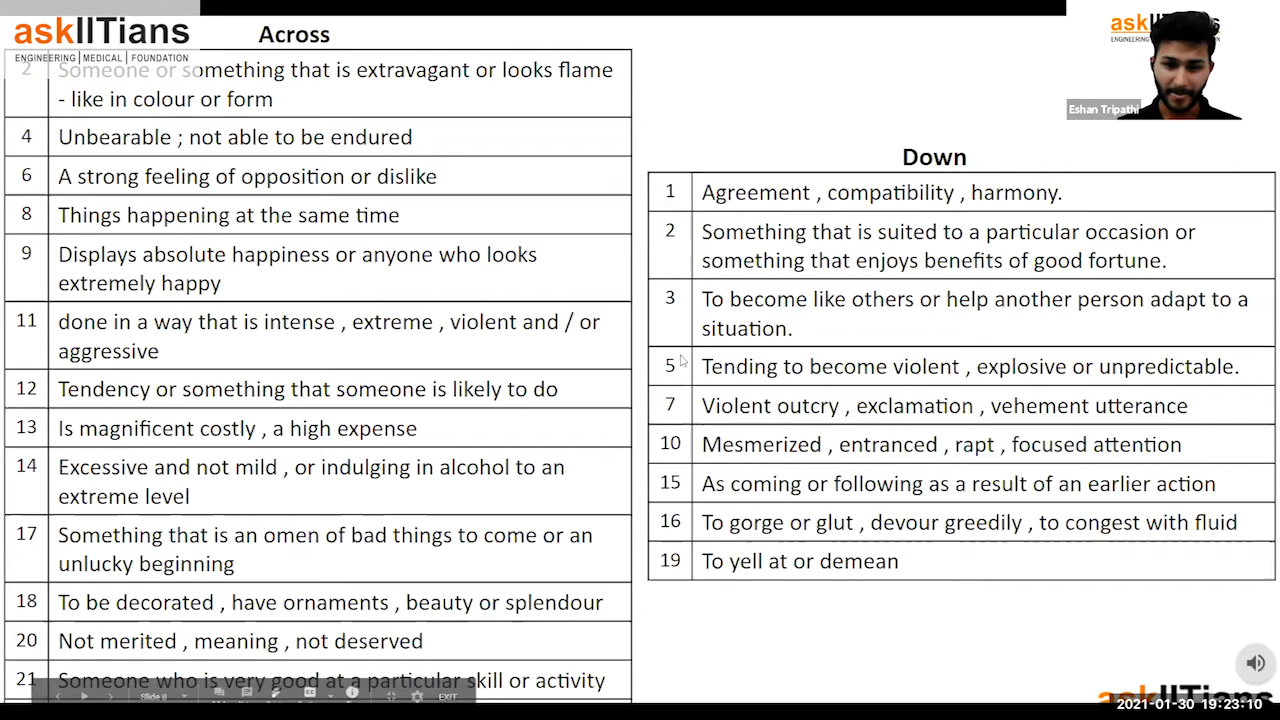 askIITians
ENGINEERING | MEDICAL | FOUNDATION
Across
2 Someone or something that is extravagant or looks flame
- like in colour or form
4 Unbearable ; not able to be endured
6 A strong feeling of opposition or dislike
8 Things happening at the same time
9 Displays absolute happiness or anyone who looks
extremely happy
11 done in a way that is intense , extreme , violent and / or
aggressive
12 Tendency or something that someone is likely to do
13 Is magnificent costly , a high expense
14 Excessive and not mild , or indulging in alcohol to an
extreme level
17 Something that is an omen of bad things to come or an
unlucky beginning
18 To be decorated , have ornaments , beauty or splendour
20 Not merited , meaning , not deserved
21 Someone who is very good at a particular skill or activity
Slide 8
EXIT
ask
ENGINEERING
Eshan Tripathi
Down
1 Agreement , compatibility , harmony.
2 Something that is suited to a particular occasion or
something that enjoys benefits of good fortune.
3 To become like others or help another person adapt to a
situation.
5 Tending to become violent , explosive or unpredictable.
7 Violent outcry , exclamation , vehement utterance
10 Mesmerized , entranced , rapt , focused attention
15 As coming or following as a result of an earlier action
16 To gorge or glut , devour greedily , to congest with fluid
19 To yell at or demean
askIITians
2021-01-30 19:23:10